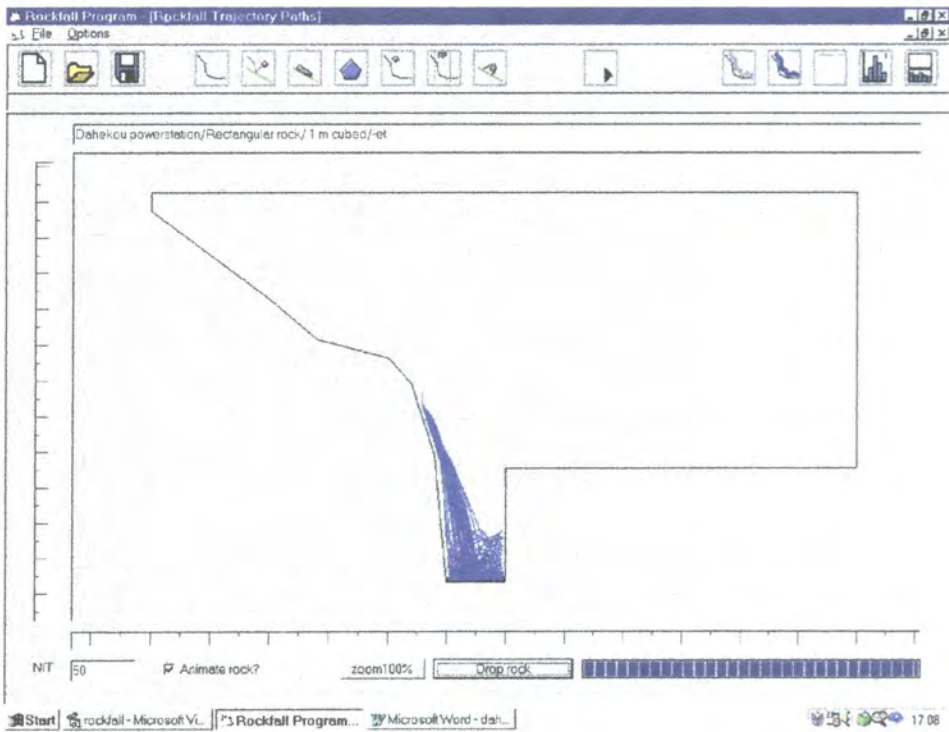 Rockfall Program - [Rockfall Trajectory Paths]
File Options
Dahekou powerstation/Rectangular rock/ 1 m cubed/-et
NIT 50 Animate rock? zoom100% Drop rock
Start rockfall - Microsoft Vi... Rockfall Program... Microsoft Word - dah... 17:08